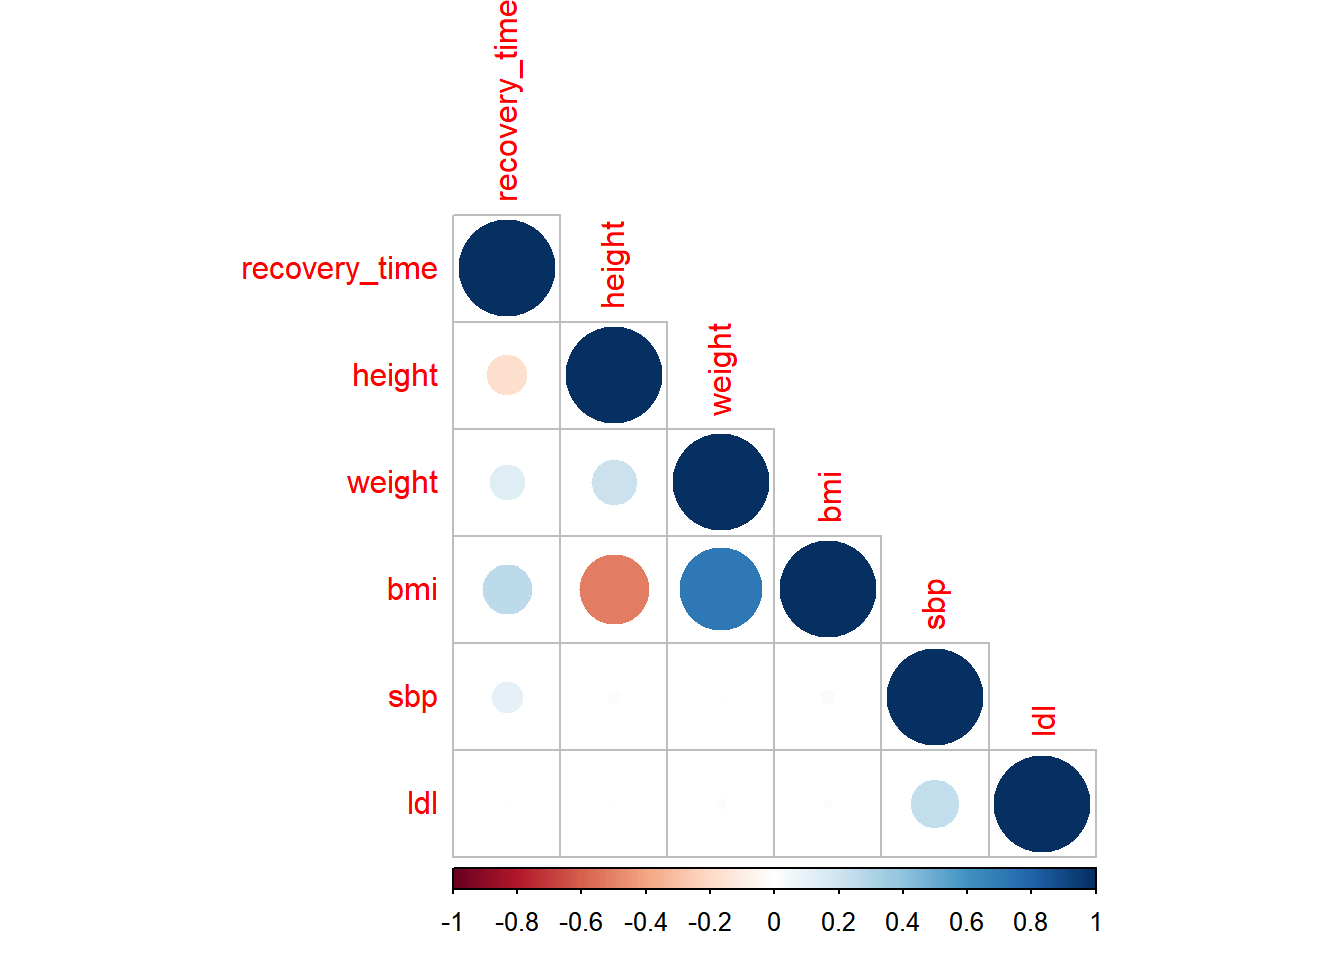 recovery_time
height
weight
bmi
sbp
ldl
recovery_time
height
weight
bmi
sbp
ldl
-1 -0.8 -0.6 -0.4 -0.2 0 0.2 0.4 0.6 0.8 1